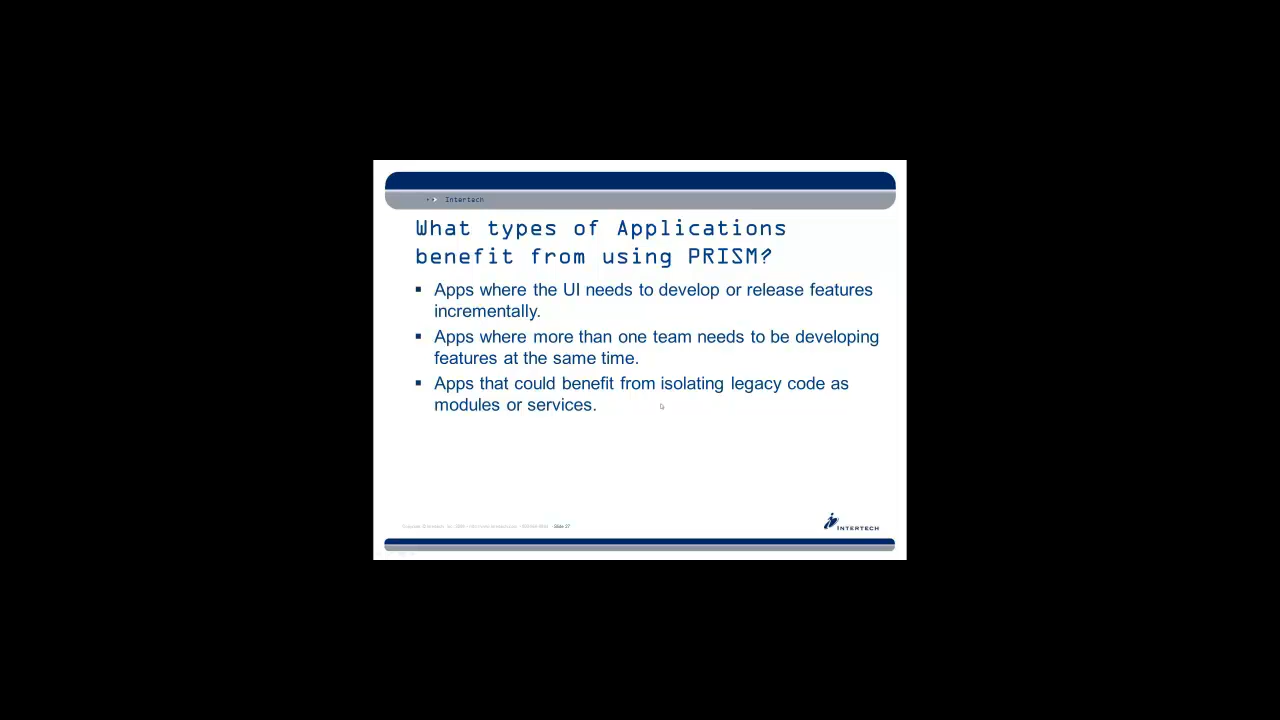 Intertech
What types of Applications
benefit from using PRISM?
▪ Apps where the UI needs to develop or release features
incrementally.
▪ Apps where more than one team needs to be developing
features at the same time.
▪ Apps that could benefit from isolating legacy code as
modules or services.
Slide 27
INTERTECH